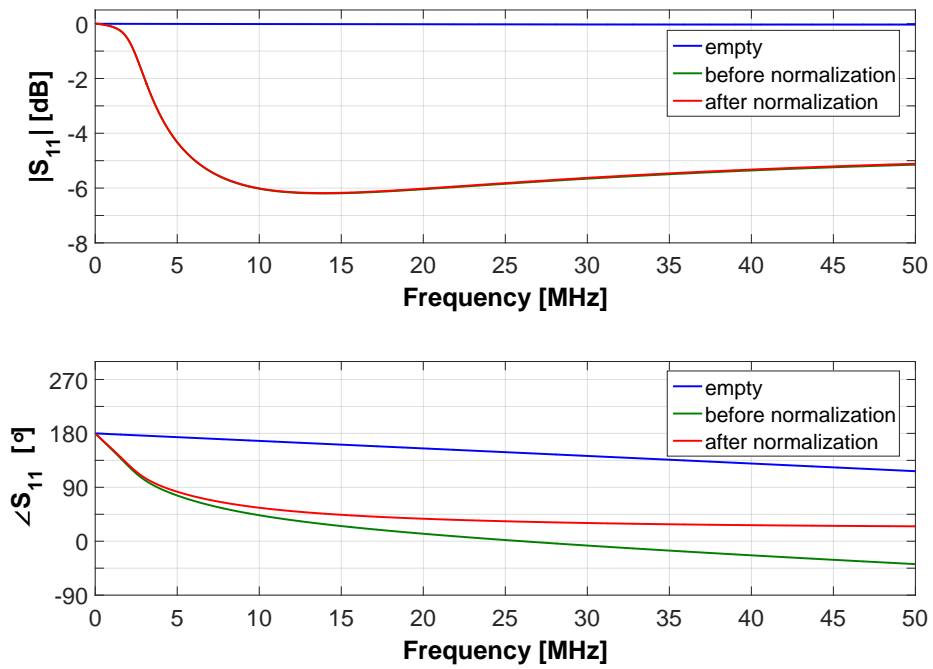 0
-2
-4
-6
-8
|S11| [dB]
empty
before normalization
after normalization
0 5 10 15 20 25 30 35 40 45 50
Frequency [MHz]
270
180
90
0
-90
∠S11 [º]
empty
before normalization
after normalization
0 5 10 15 20 25 30 35 40 45 50
Frequency [MHz]